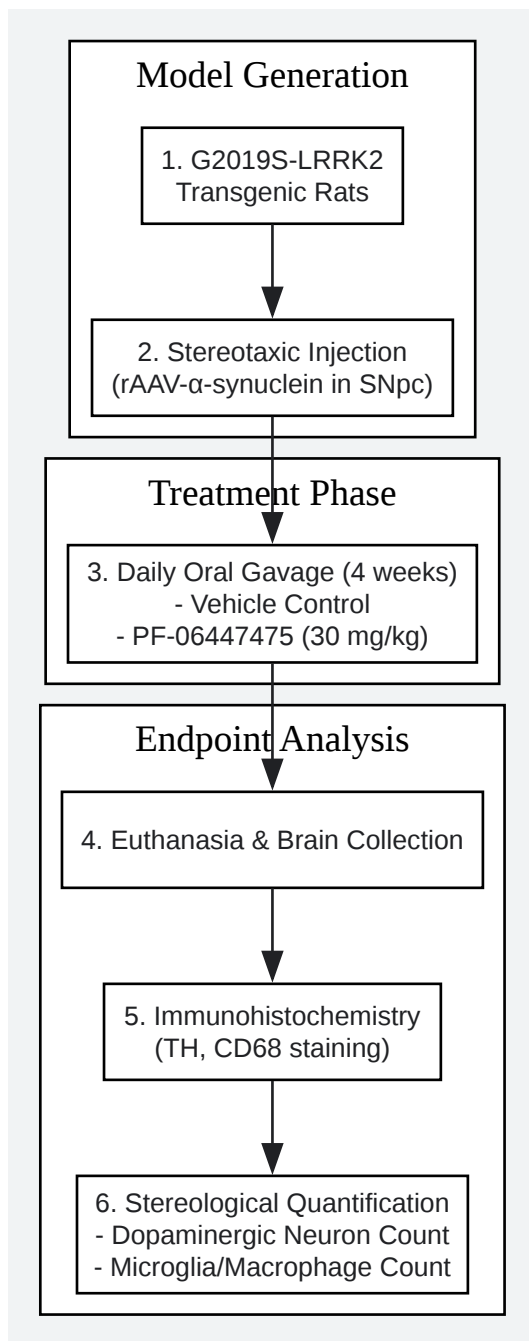 Model Generation
1. G2019S-LRRK2
Transgenic Rats
2. Stereotaxic Injection
(rAAV-α-synuclein in SNpc)
Treatment Phase
3. Daily Oral Gavage (4 weeks)
- Vehicle Control
- PF-06447475 (30 mg/kg)
Endpoint Analysis
4. Euthanasia & Brain Collection
5. Immunohistochemistry
(TH, CD68 staining)
6. Stereological Quantification
- Dopaminergic Neuron Count
- Microglia/Macrophage Count